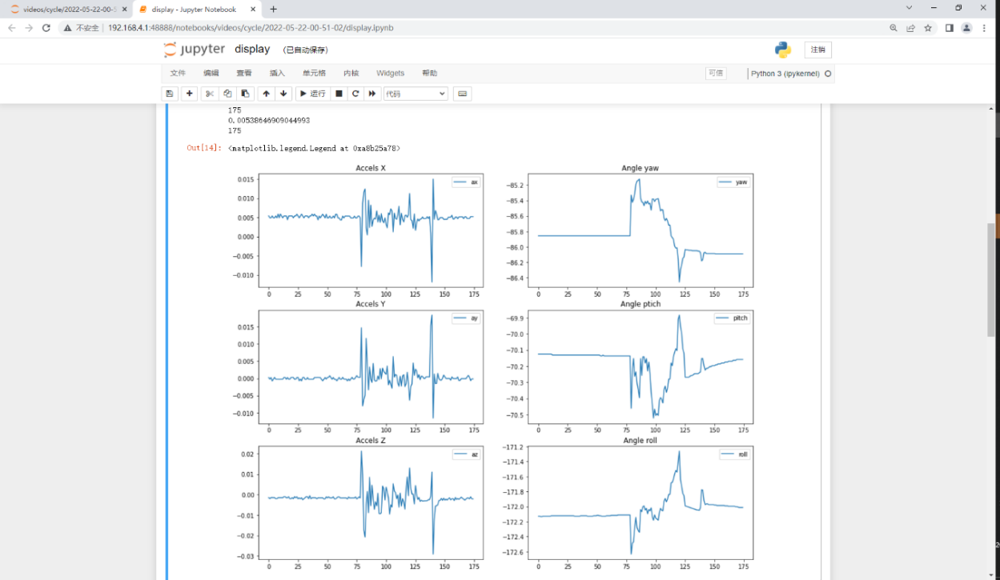 videos/cycle/2022-05-22-00-5
display - Jupyter Notebook
不安全 | 192.168.4.1:48888/notebooks/videos/cycle/2022-05-22-00-51-02/display.ipynb
jupyter display (已自动保存)
注销
文件 编辑 查看 插入 单元格 内核 Widgets 帮助
可信 Python 3 (ipykernel)
运行 代码
175
0.00538646909044993
175
Out[14]: <matplotlib.legend.Legend at 0xa8b25a78>
Accels X
ax
0.015
0.010
0.005
0.000
−0.005
−0.010
0 25 50 75 100 125 150 175
Angle yaw
yaw
−85.2
−85.4
−85.6
−85.8
−86.0
−86.2
−86.4
0 25 50 75 100 125 150 175
Accels Y
ay
0.015
0.010
0.005
0.000
−0.005
−0.010
0 25 50 75 100 125 150 175
Angle ptich
pitch
−69.9
−70.0
−70.1
−70.2
−70.3
−70.4
−70.5
0 25 50 75 100 125 150 175
Accels Z
az
0.02
0.01
0.00
−0.01
−0.02
−0.03
0 25 50 75 100 125 150 175
Angle roll
roll
−171.2
−171.4
−171.6
−171.8
−172.0
−172.2
−172.4
−172.6
0 25 50 75 100 125 150 175